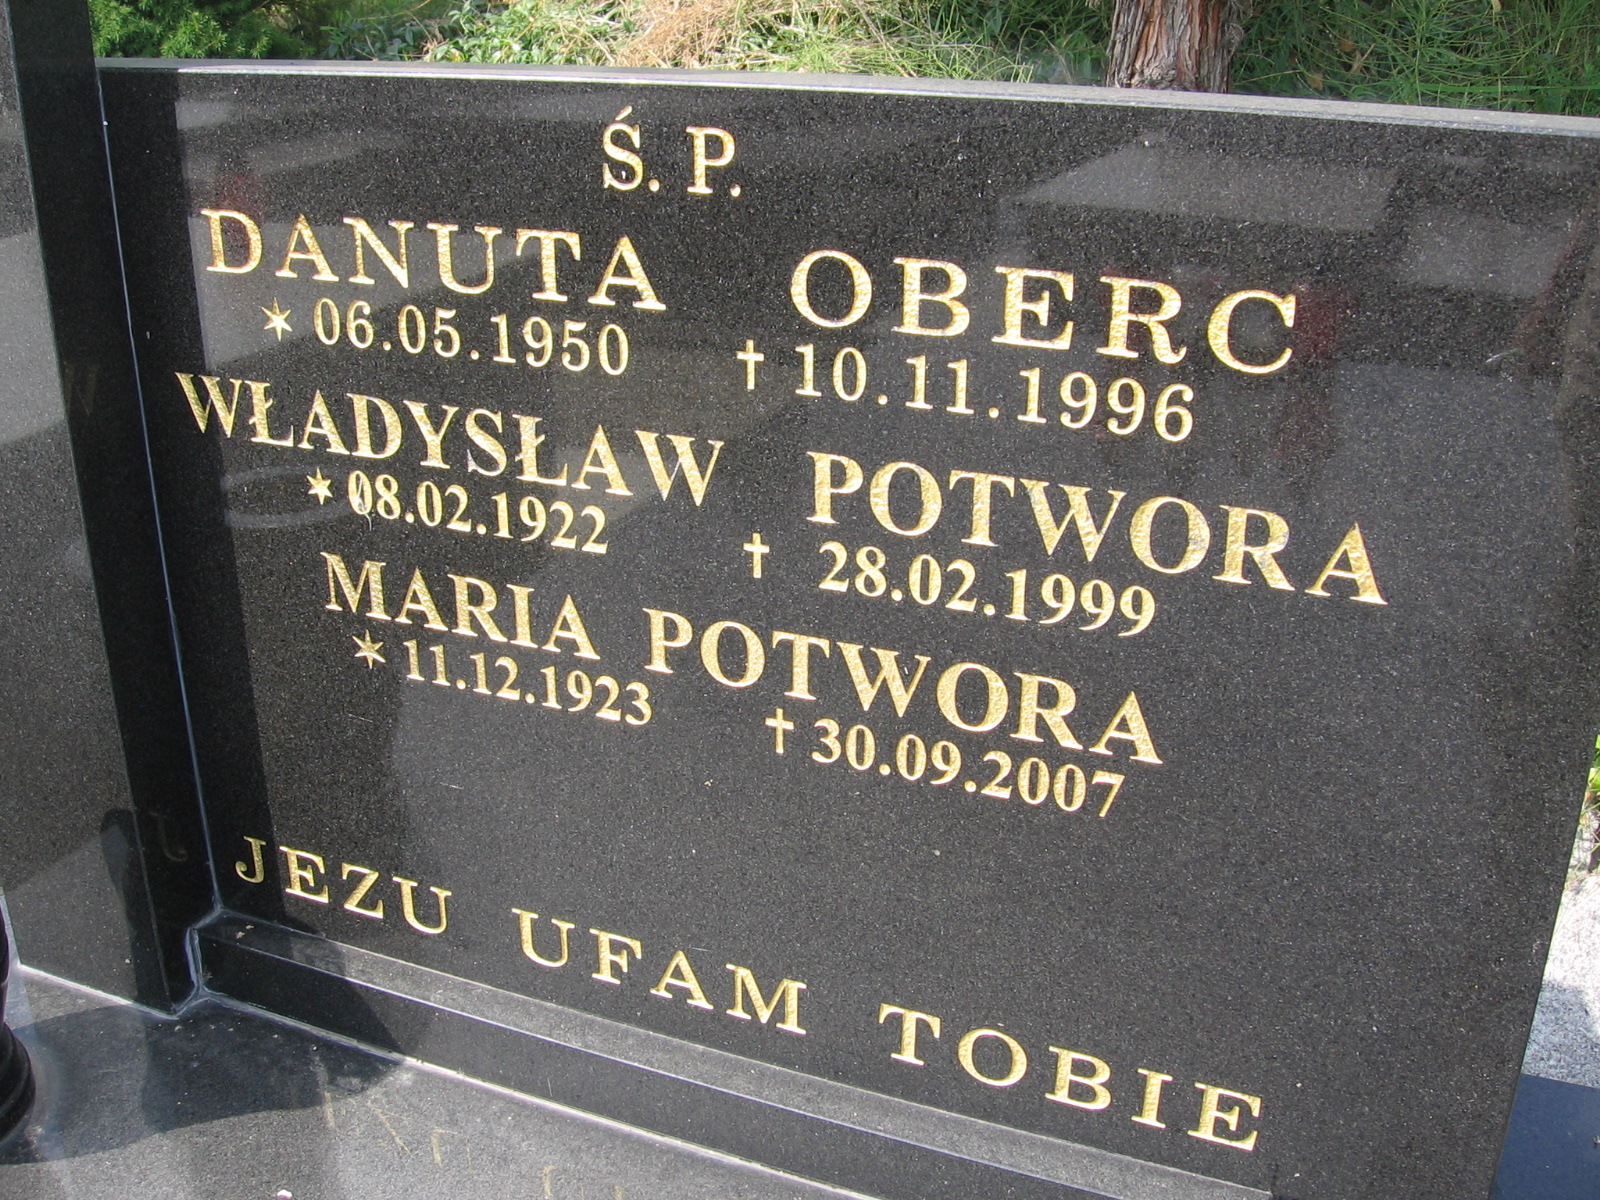 Ś. P.
DANUTA OBERC
* 06.05.1950 † 10.11.1996
WŁADYSŁAW POTWORA
* 08.02.1922 † 28.02.1999
MARIA POTWORA
* 11.12.1923 † 30.09.2007
JEZU UFAM TOBIE